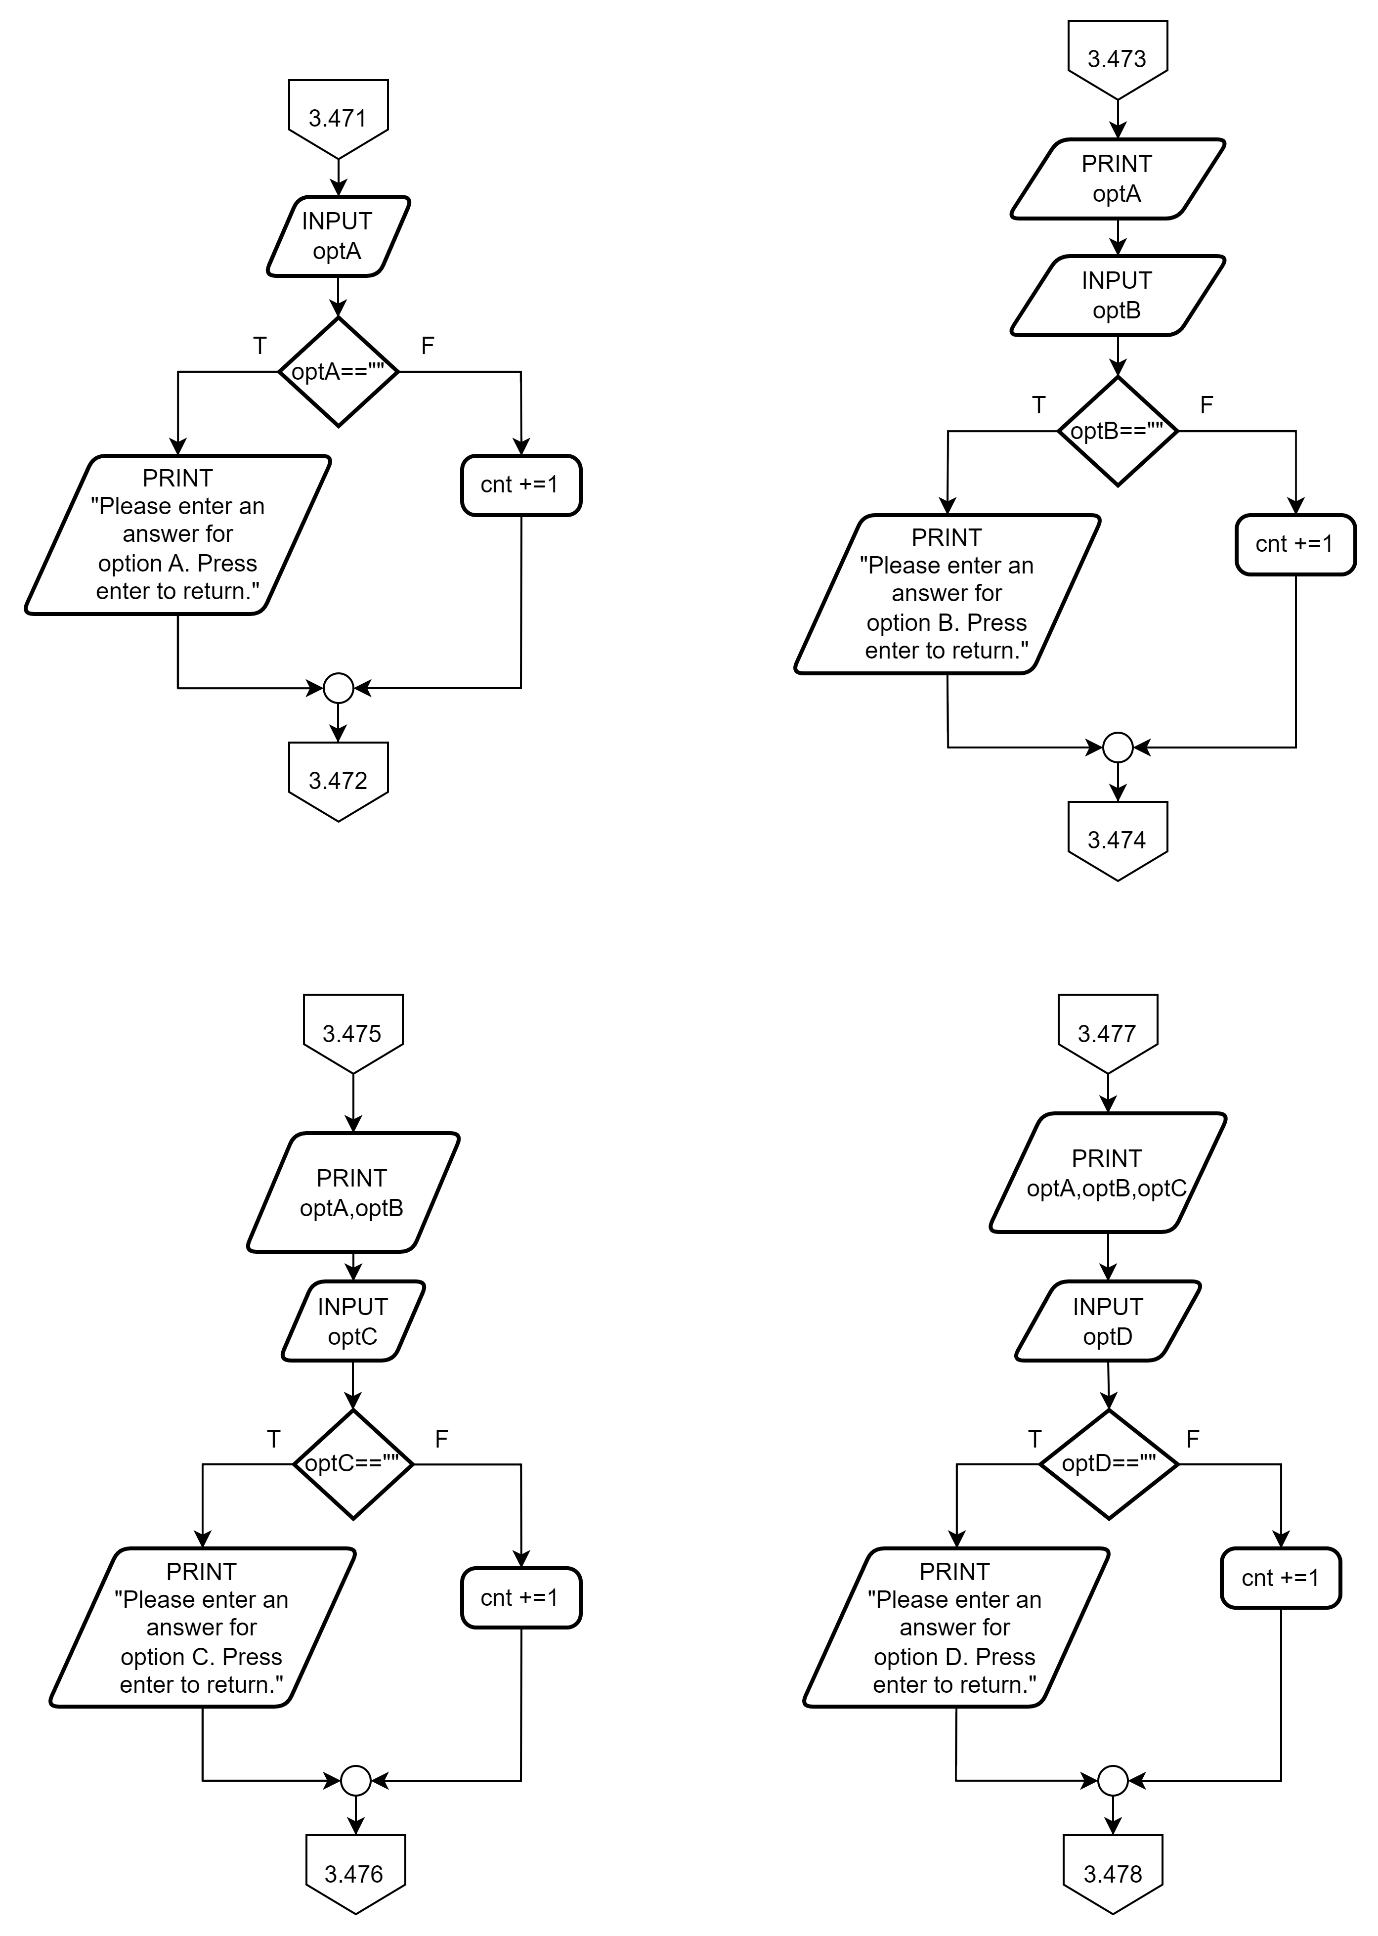 3.471
INPUT
optA
T
F
optA==""
PRINT
"Please enter an
answer for
option A. Press
enter to return."
cnt +=1
3.472
3.473
PRINT
optA
INPUT
optB
T
F
optB==""
PRINT
"Please enter an
answer for
option B. Press
enter to return."
cnt +=1
3.474
3.475
PRINT
optA,optB
INPUT
optC
T
F
optC==""
PRINT
"Please enter an
answer for
option C. Press
enter to return."
cnt +=1
3.476
3.477
PRINT
optA,optB,optC
INPUT
optD
T
F
optD==""
PRINT
"Please enter an
answer for
option D. Press
enter to return."
cnt +=1
3.478